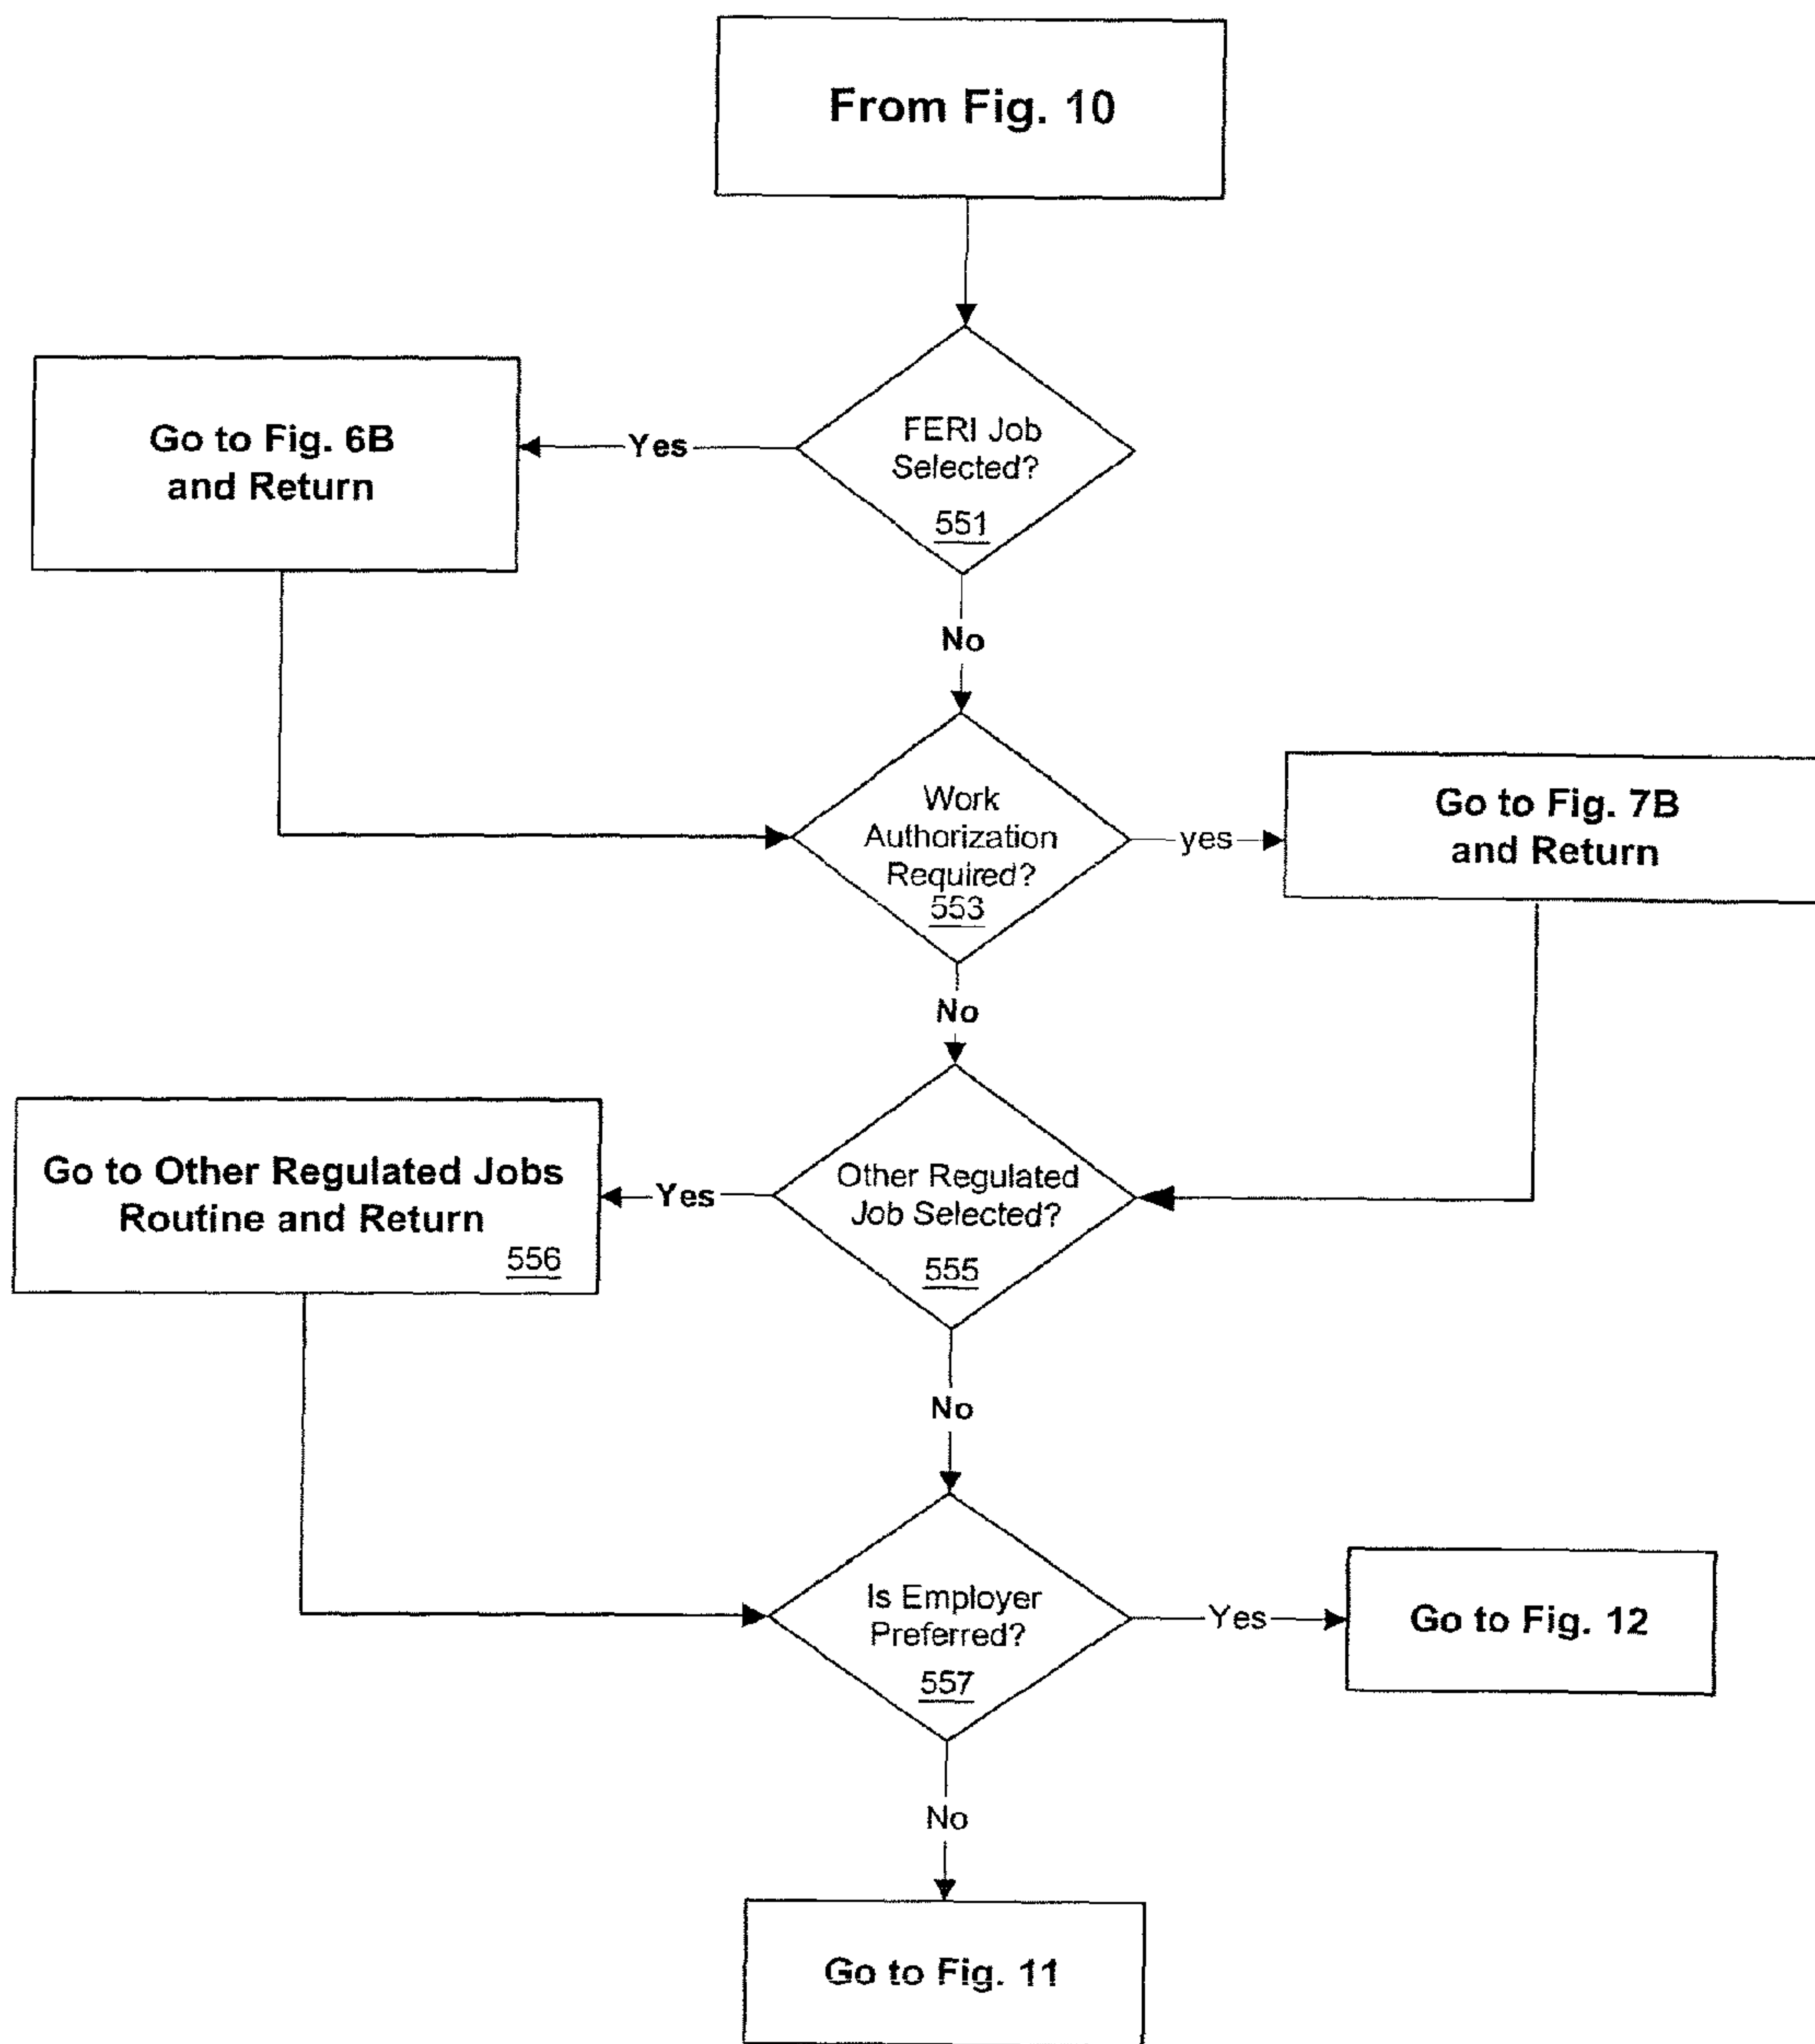 From Fig. 10
FERI Job
Selected?
551
Yes
Go to Fig. 6B
and Return
No
Work
Authorization
Required?
553
yes
Go to Fig. 7B
and Return
No
Other Regulated
Job Selected?
555
Yes
Go to Other Regulated Jobs
Routine and Return
556
No
Is Employer
Preferred?
557
Yes
Go to Fig. 12
No
Go to Fig. 11